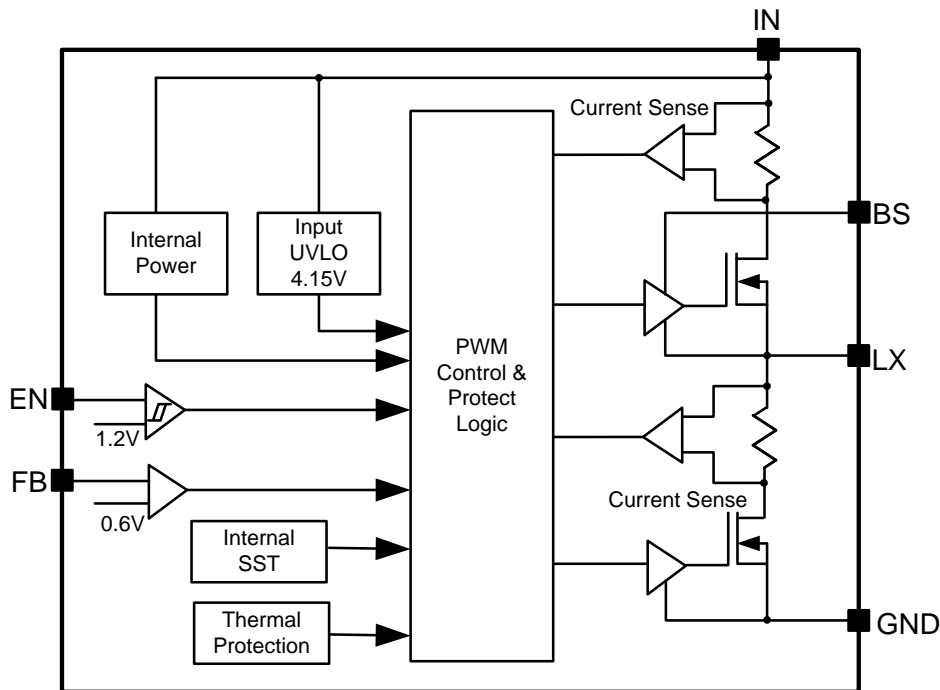 IN
Current Sense
BS
Internal
Power
Input
UVLO
4.15V
PWM
Control &
Protect
Logic
LX
EN
1.2V
FB
0.6V
Current Sense
Internal
SST
Thermal
Protection
GND